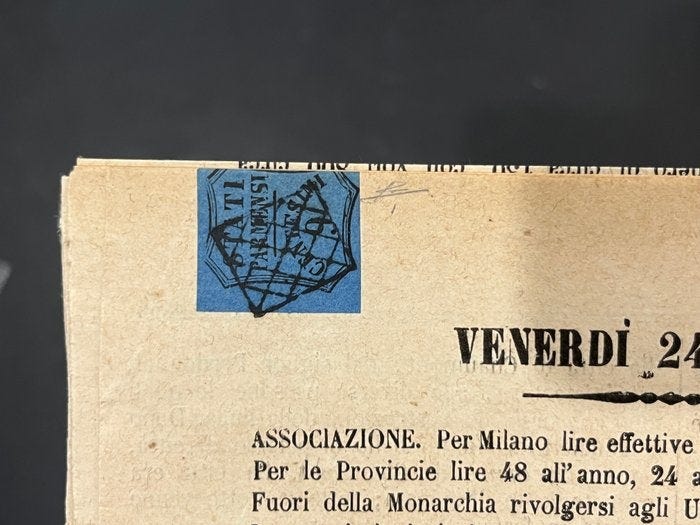 STATI
PARMENSI
CENTESIMI
VENERDÌ 24
ASSOCIAZIONE. Per Milano lire effettive
Per le Provincie lire 48 all'anno, 24 a
Fuori della Monarchia rivolgersi agli U